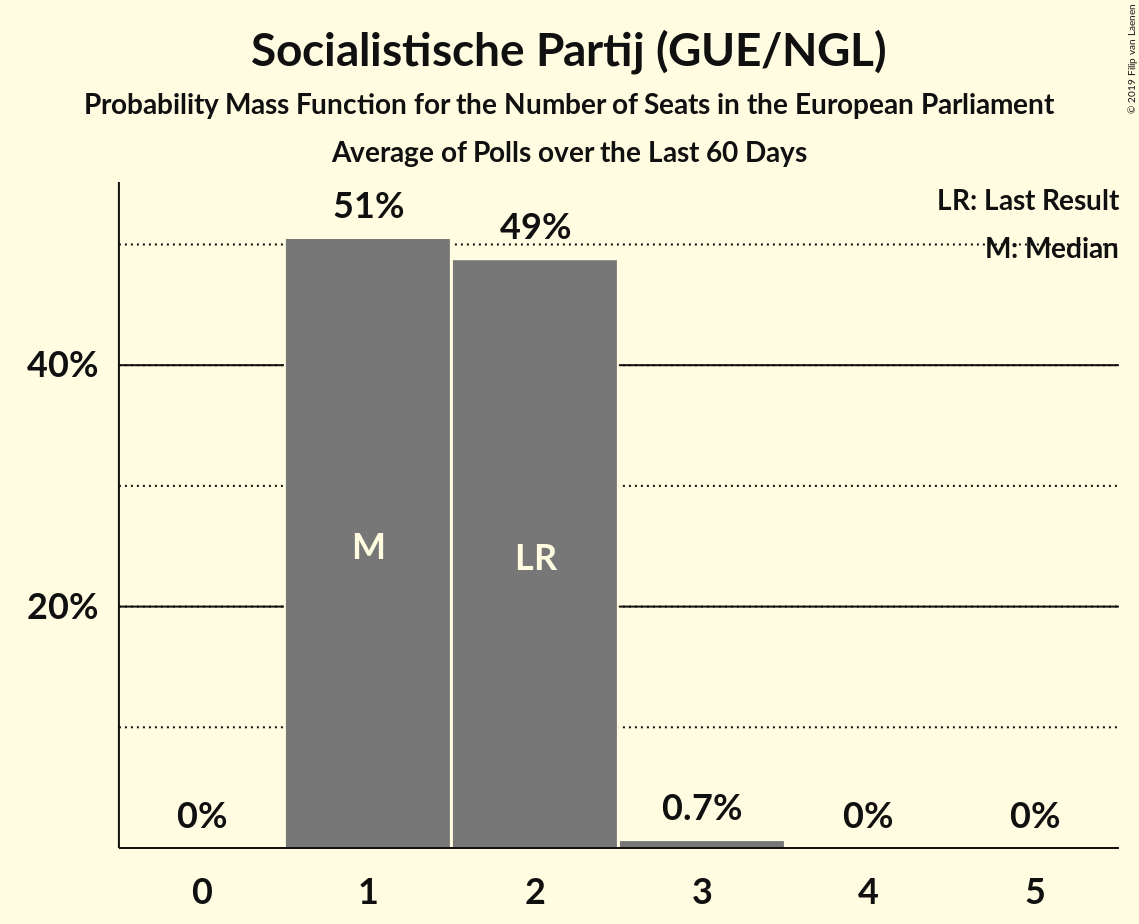 Socialistische Partij (GUE/NGL)
Probability Mass Function for the Number of Seats in the European Parliament
Average of Polls over the Last 60 Days
© 2019 Filip van Laenen
LR: Last Result
M: Median
51%
49%
40%
20%
M
LR
0%
0.7%
0%
0%
0
1
2
3
4
5